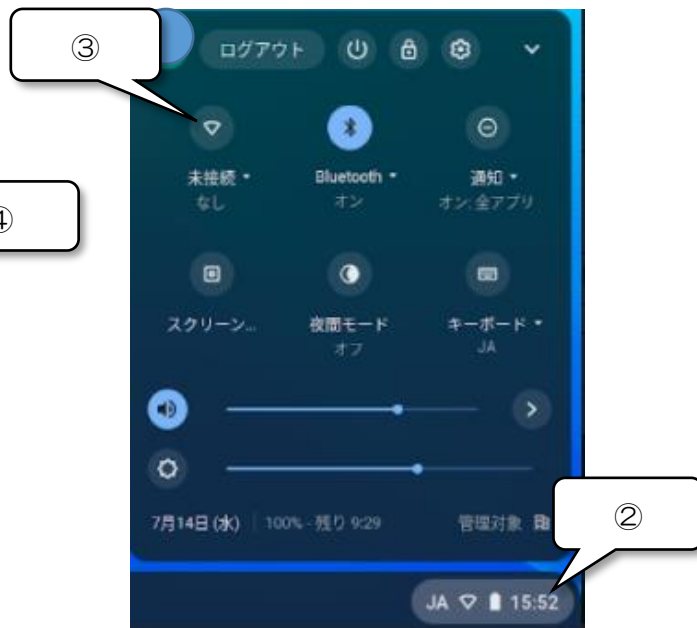 ③
ログアウト
未接続
なし
Bluetooth
オン
通知
オン: 全アプリ
④
スクリーン...
夜間モード
オフ
キーボード
JA
7月14日 (水)
100% - 残り 9:29
管理対象
②
JA
15:52